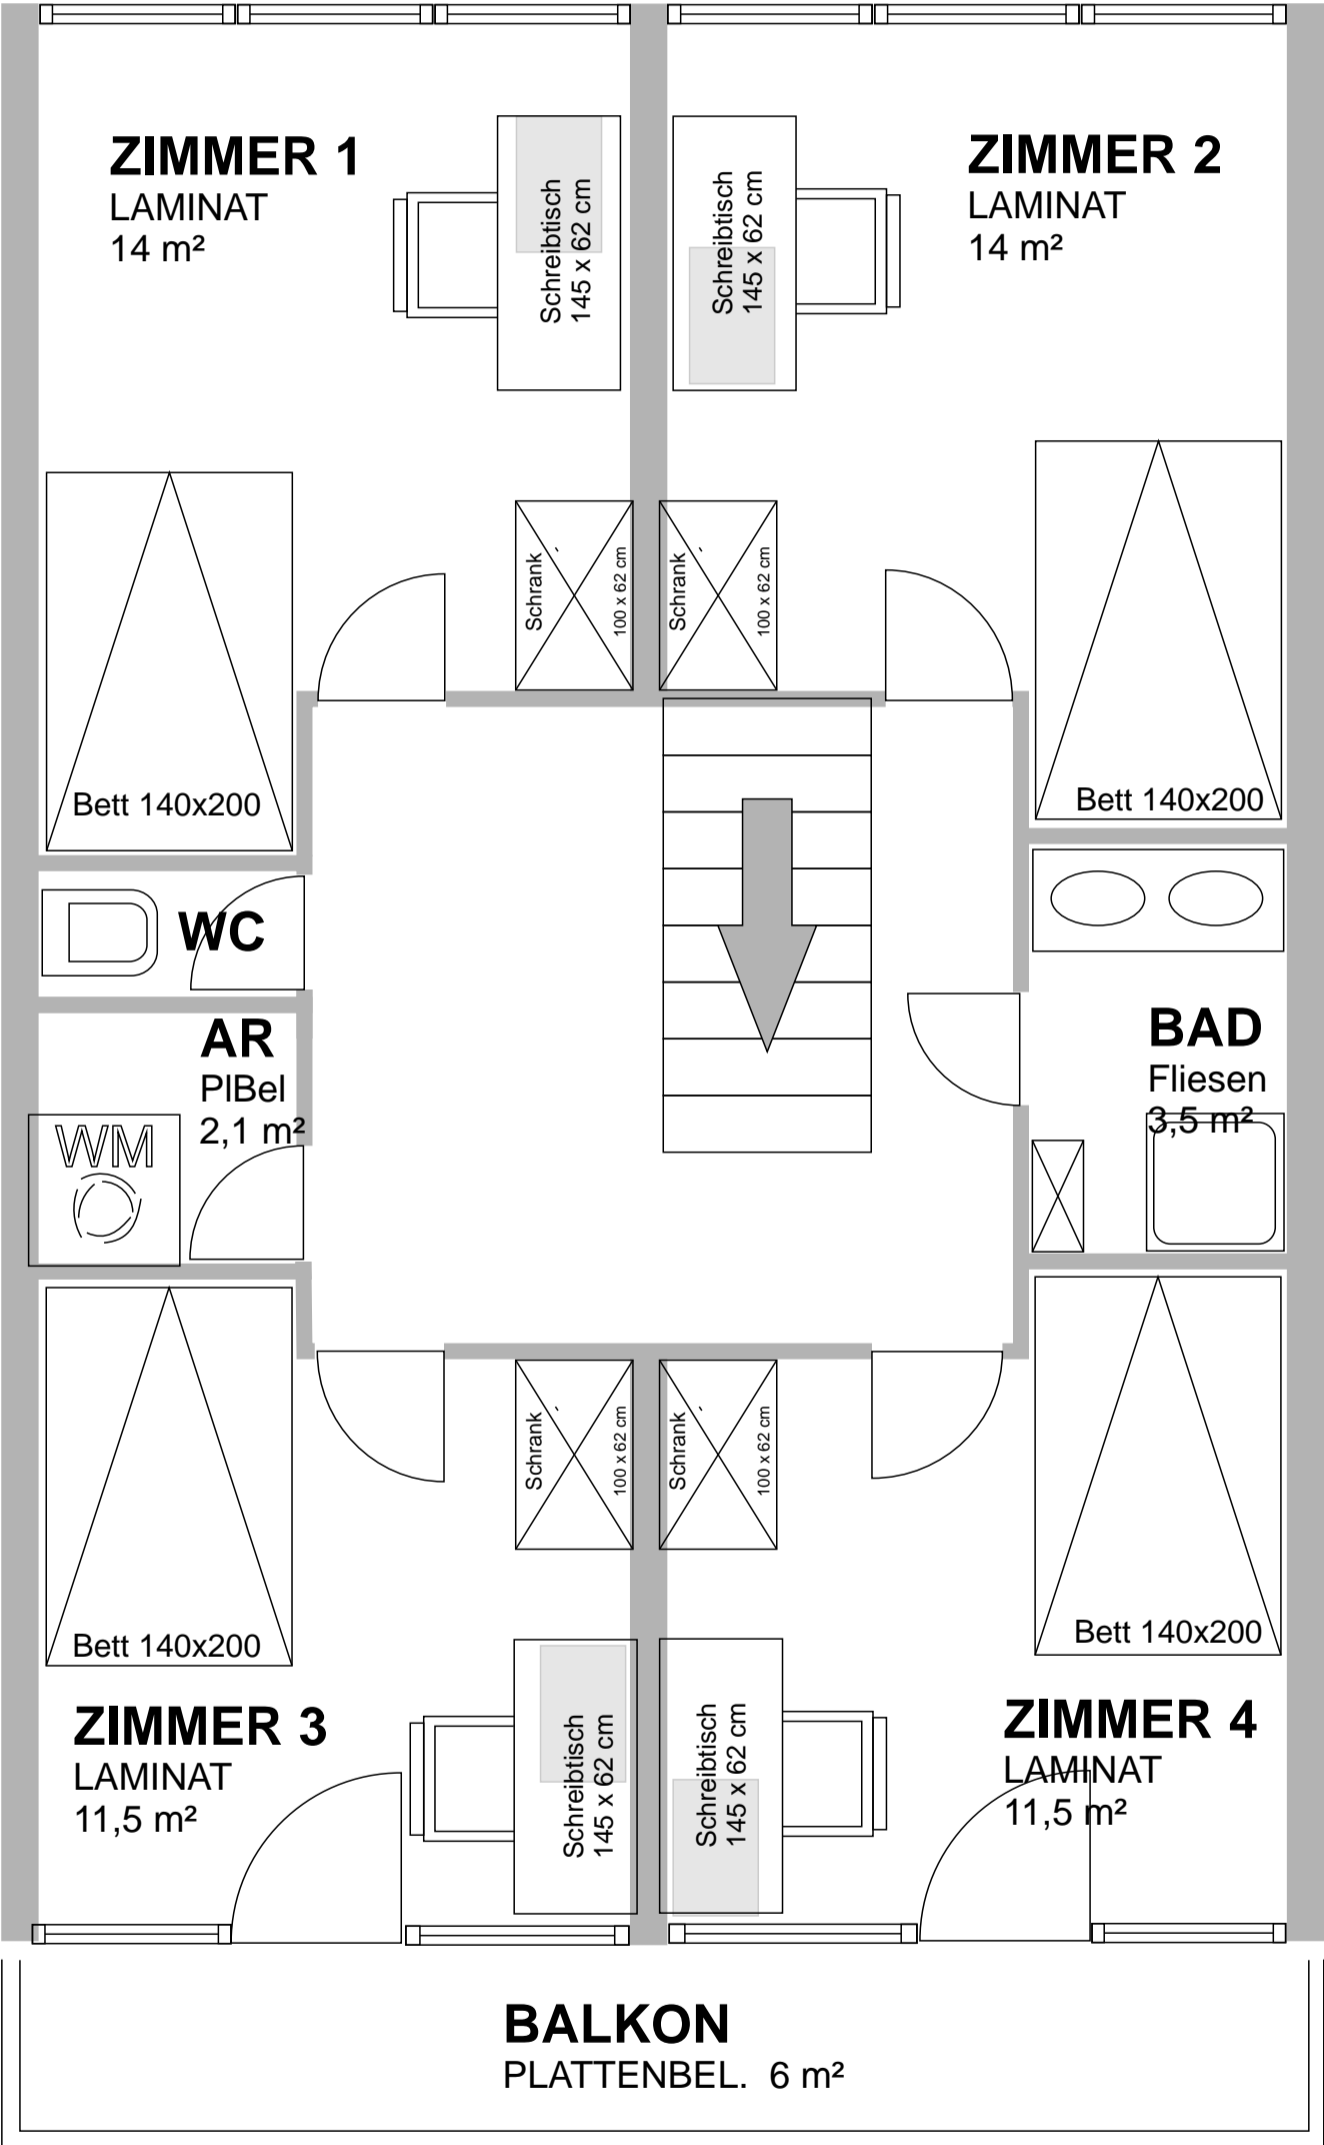 ZIMMER 1
LAMINAT
14 m²
Schreibtisch
145 x 62 cm
Schreibtisch
145 x 62 cm
ZIMMER 2
LAMINAT
14 m²
Schrank
100 x 62 cm
Schrank
100 x 62 cm
Bett 140x200
Bett 140x200
WC
AR
PlBel
2,1 m²
WM
BAD
Fliesen
3,5 m²
Schrank
100 x 62 cm
Schrank
100 x 62 cm
Bett 140x200
Bett 140x200
ZIMMER 3
LAMINAT
11,5 m²
Schreibtisch
145 x 62 cm
Schreibtisch
145 x 62 cm
ZIMMER 4
LAMINAT
11,5 m²
BALKON
PLATTENBEL. 6 m²